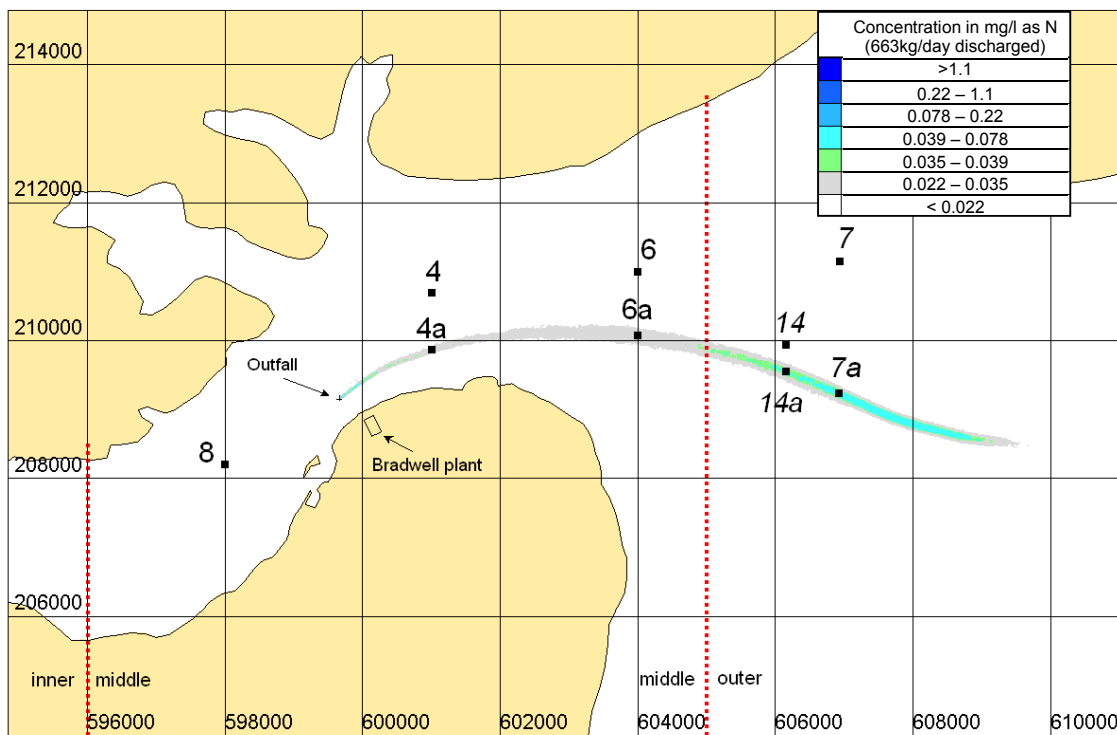 Concentration in mg/l as N
(663kg/day discharged)
>1.1
0.22 – 1.1
0.078 - 0.22
0.039 – 0.078
0.035 – 0.039
0.022 – 0.035
< 0.022
214000
212000
210000
208000
206000
4
4a
6
6a
7
14
7a
14a
8
Outfall
Bradwell plant
inner
middle
middle
outer
596000
598000
600000
602000
604000
606000
608000
610000